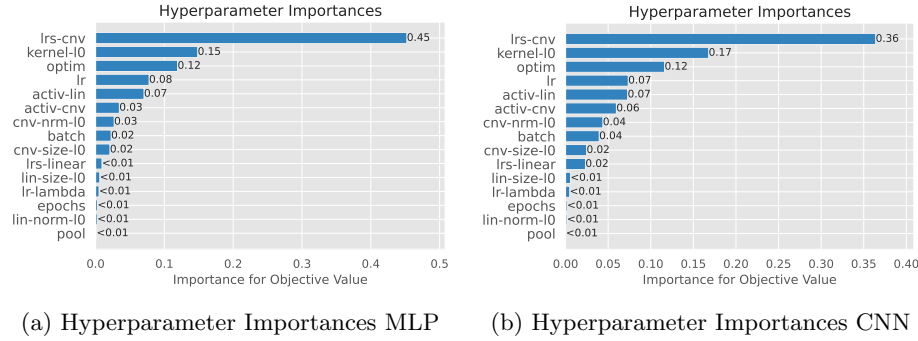 Hyperparameter Importances
lrs-cnv 0.45
kernel-l0 0.15
optim 0.12
lr 0.08
activ-lin 0.07
activ-cnv 0.03
cnv-nrm-l0 0.03
batch 0.02
cnv-size-l0 0.02
lrs-linear <0.01
lin-size-l0 <0.01
lr-lambda <0.01
epochs <0.01
lin-norm-l0 <0.01
pool <0.01
0.0 0.1 0.2 0.3 0.4 0.5
Importance for Objective Value
(a) Hyperparameter Importances MLP
Hyperparameter Importances
lrs-cnv 0.36
kernel-l0 0.17
optim 0.12
lr 0.07
activ-lin 0.07
activ-cnv 0.06
cnv-nrm-l0 0.04
batch 0.04
cnv-size-l0 0.02
lrs-linear 0.02
lin-size-l0 <0.01
lr-lambda <0.01
epochs <0.01
lin-norm-l0 <0.01
pool <0.01
0.00 0.05 0.10 0.15 0.20 0.25 0.30 0.35 0.40
Importance for Objective Value
(b) Hyperparameter Importances CNN